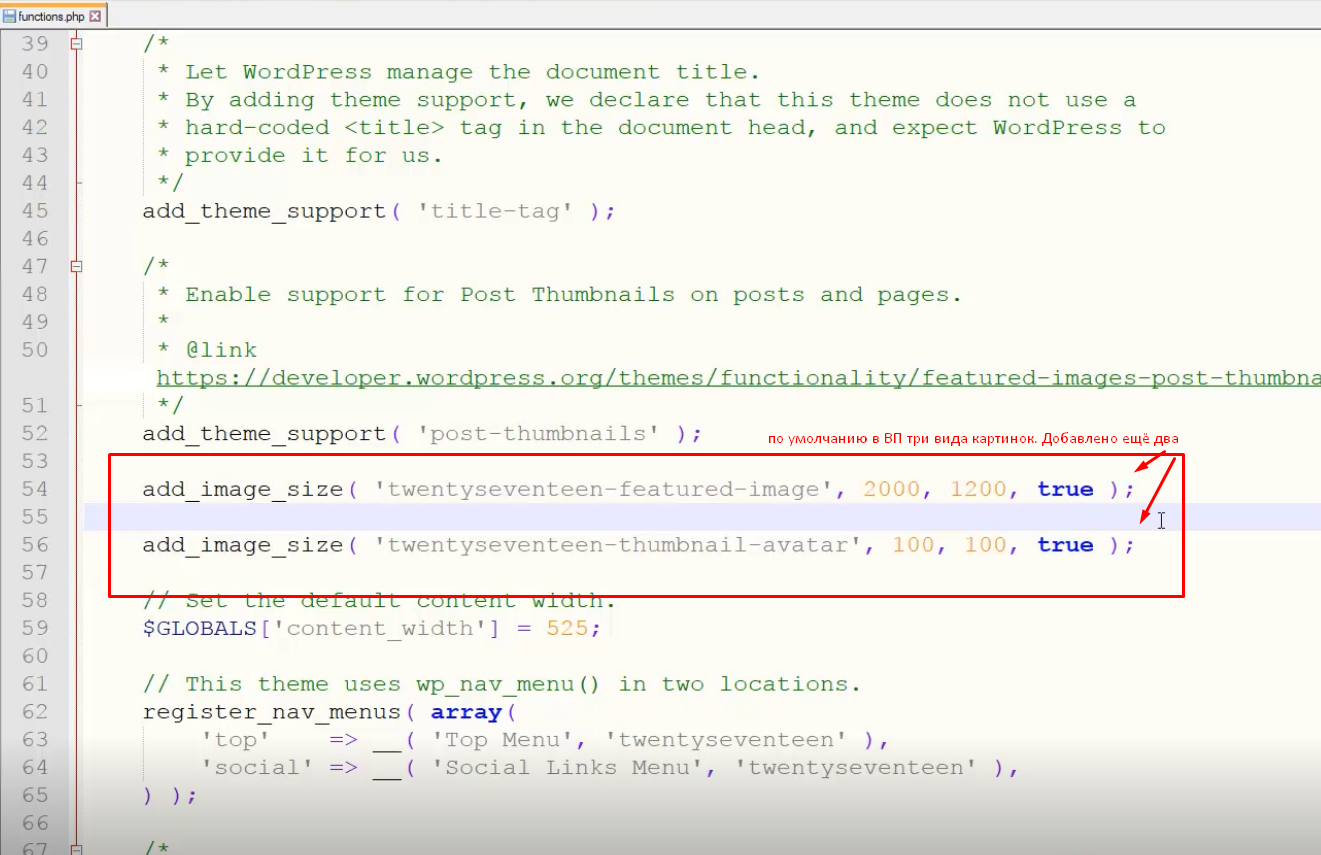 functions.php
39 /*
40 * Let WordPress manage the document title.
41 * By adding theme support, we declare that this theme does not use a
42 * hard-coded <title> tag in the document head, and expect WordPress to
43 * provide it for us.
44 */
45 add_theme_support( 'title-tag' );
46
47 /*
48 * Enable support for Post Thumbnails on posts and pages.
49 *
50 * @link
https://developer.wordpress.org/themes/functionality/featured-images-post-thumbna
51 */
52 add_theme_support( 'post-thumbnails' );
по умолчанию в ВП три вида картинок. Добавлено ещё два
53
54 add_image_size( 'twentyseventeen-featured-image', 2000, 1200, true );
55
56 add_image_size( 'twentyseventeen-thumbnail-avatar', 100, 100, true );
57
58 // Set the default content width.
59 $GLOBALS['content_width'] = 525;
60
61 // This theme uses wp_nav_menu() in two locations.
62 register_nav_menus( array(
63 'top' => __( 'Top Menu', 'twentyseventeen' ),
64 'social' => __( 'Social Links Menu', 'twentyseventeen' ),
65 ) );
66
67 /*